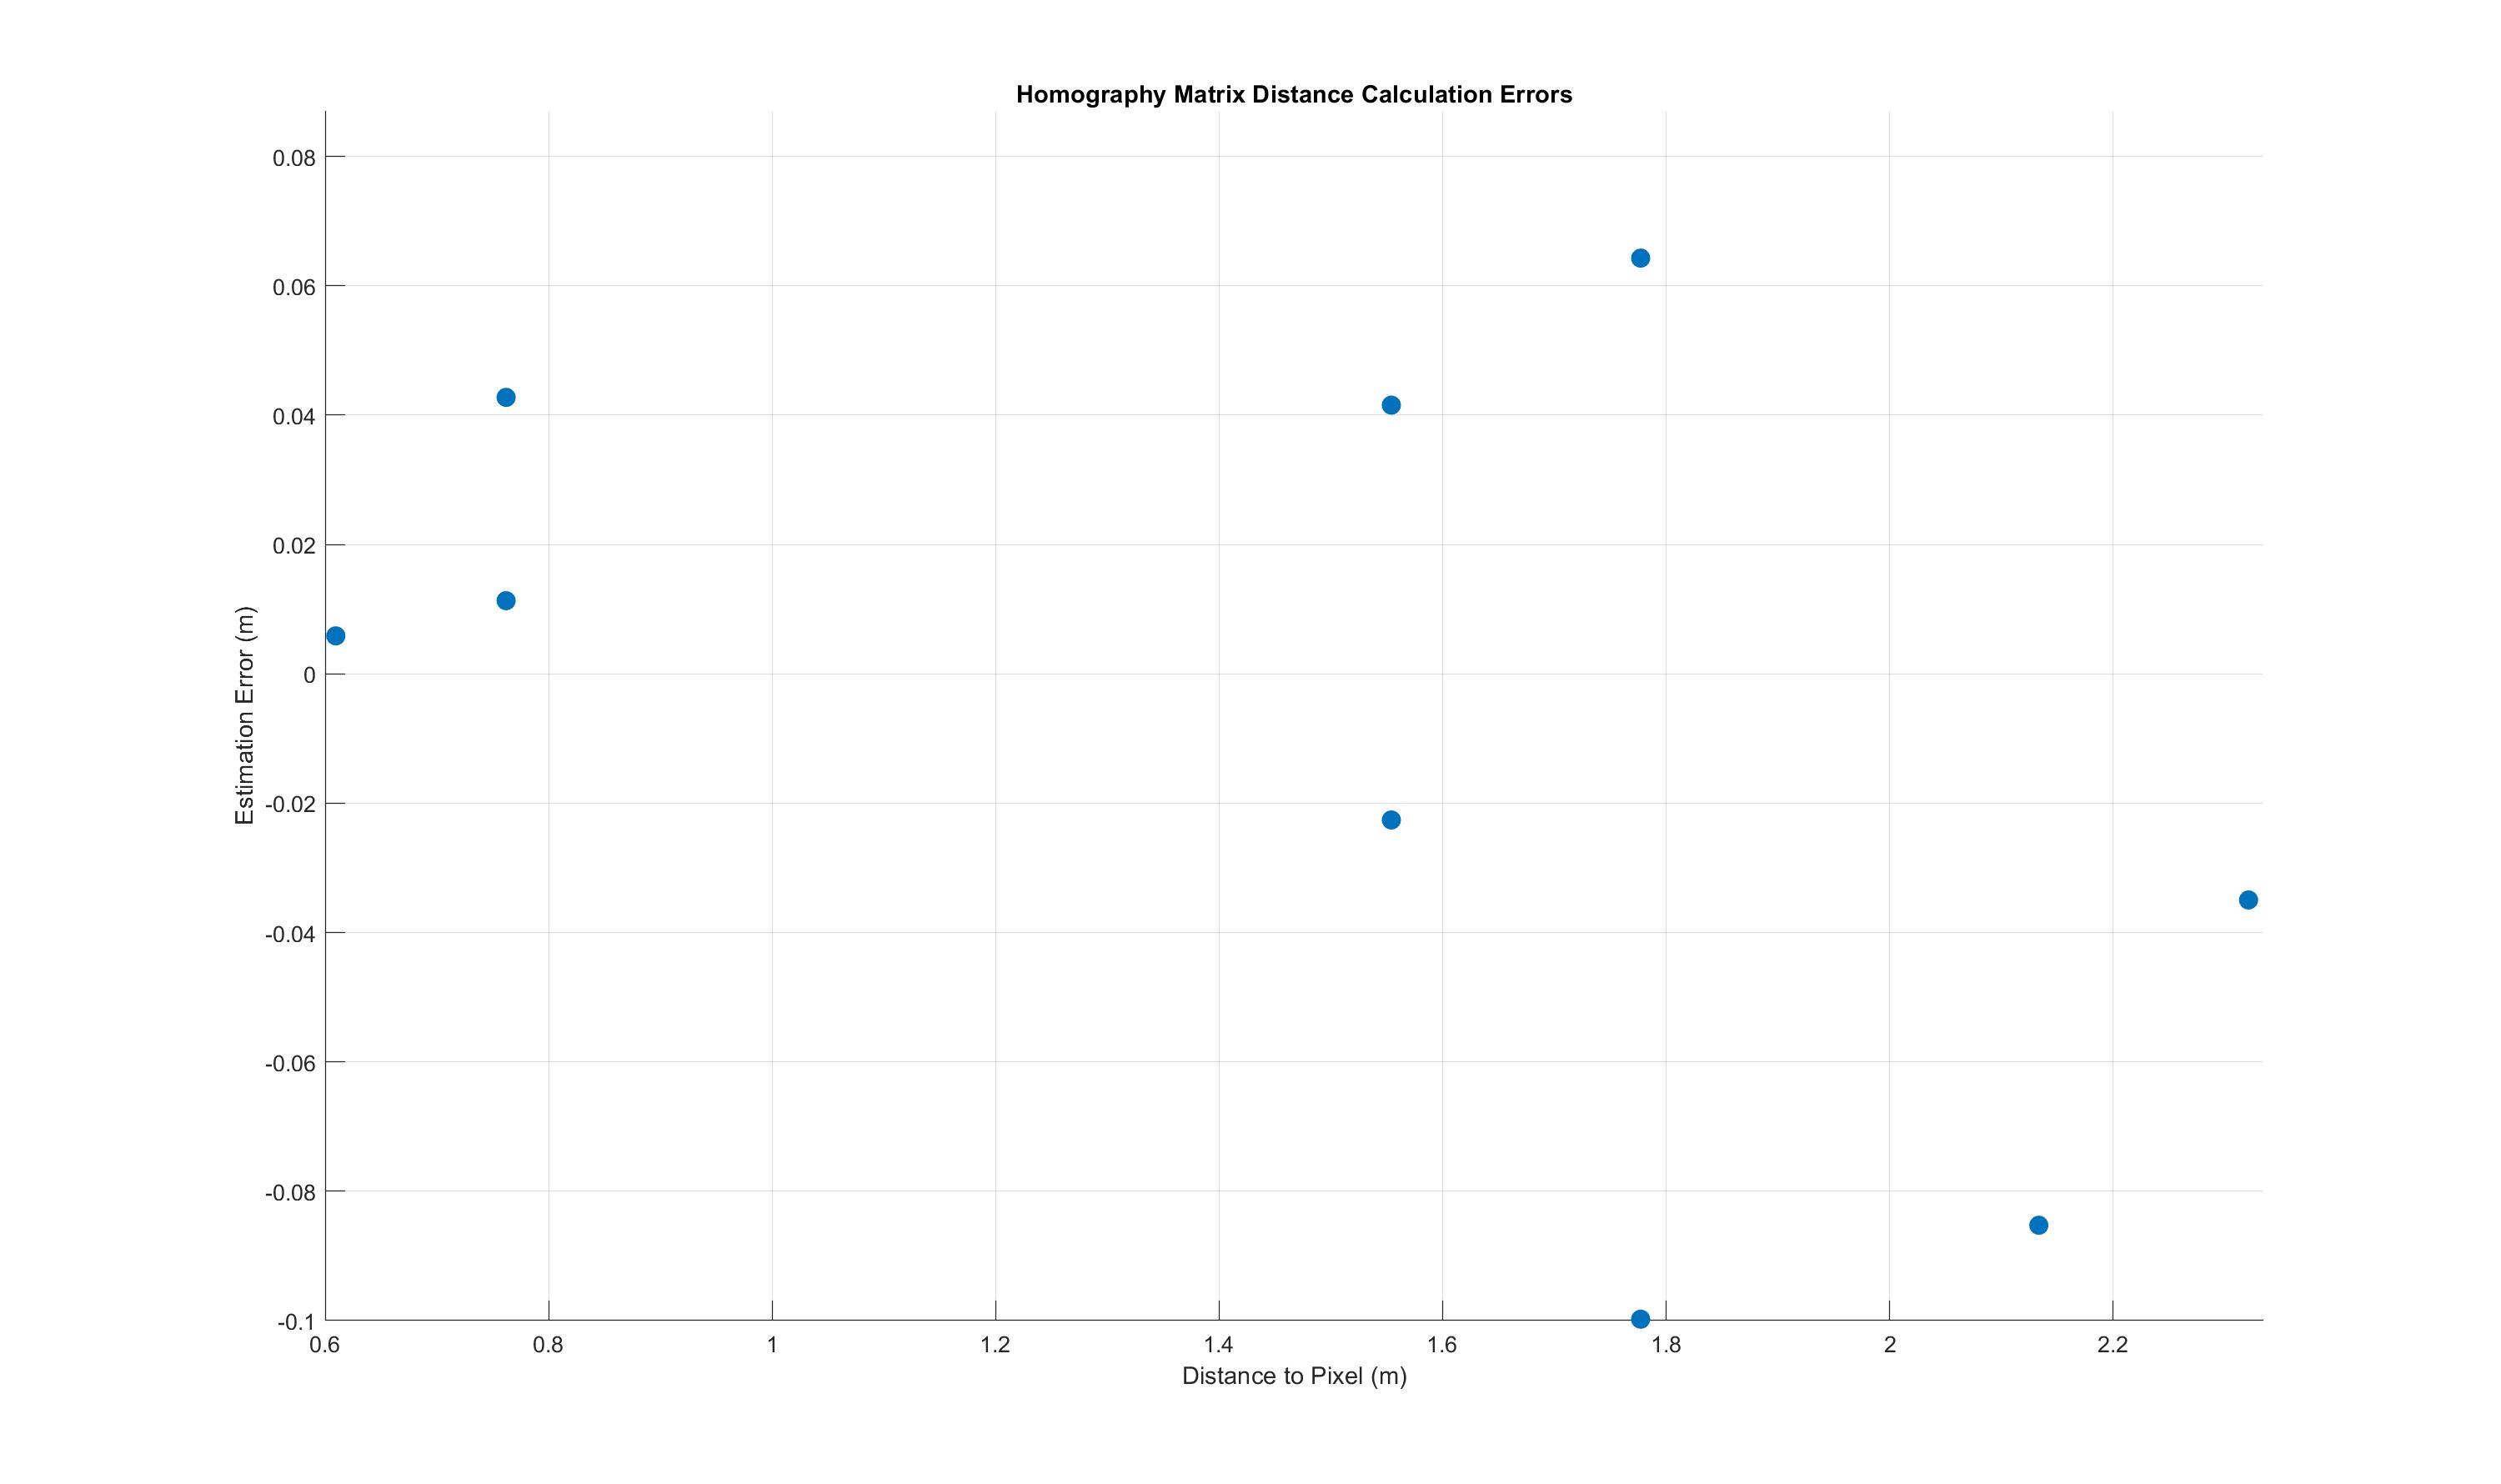 Homography Matrix Distance Calculation Errors
0.08
0.06
0.04
0.02
0
-0.02
-0.04
-0.06
-0.08
-0.1
Estimation Error (m)
0.6 0.8 1 1.2 1.4 1.6 1.8 2 2.2
Distance to Pixel (m)